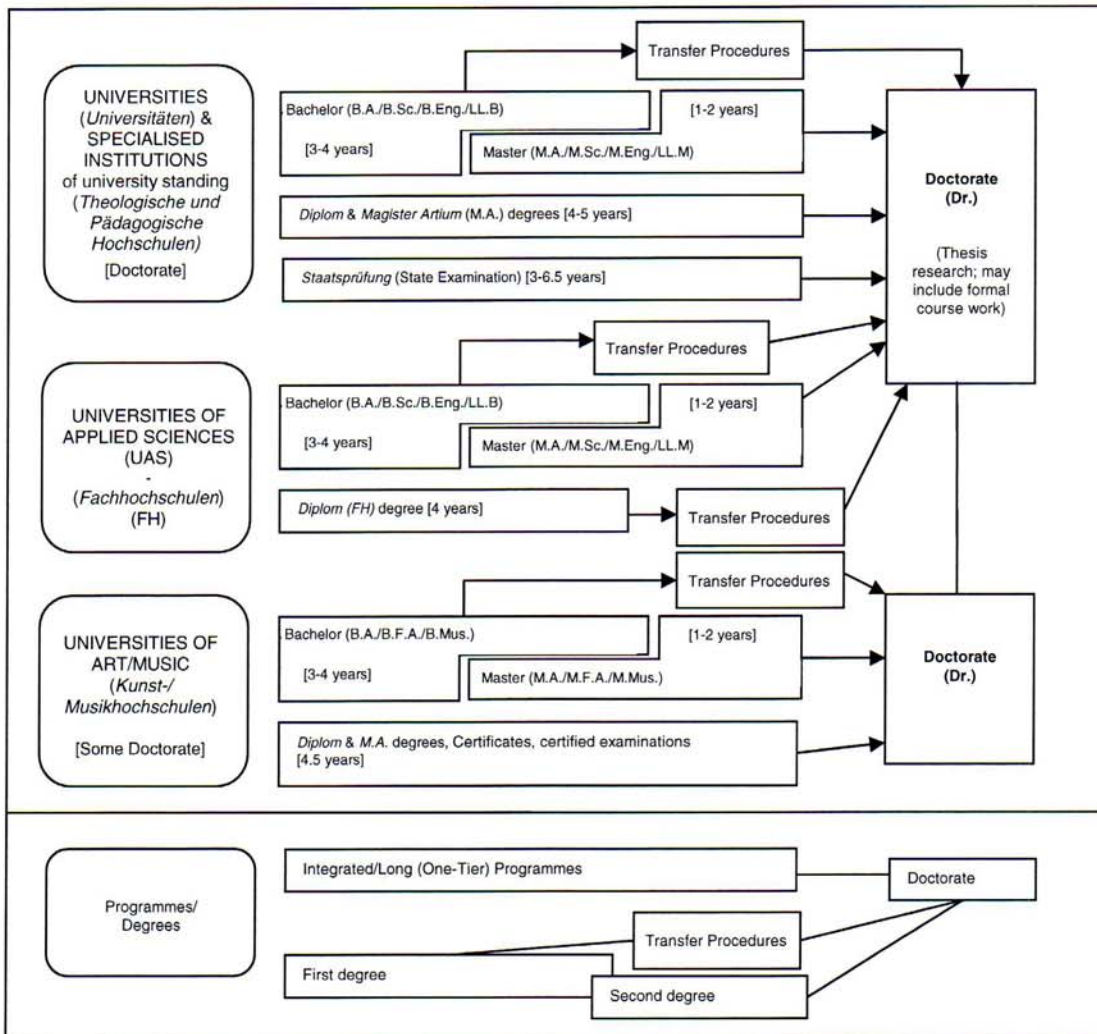 Transfer Procedures
UNIVERSITIES
(Universitäten) &
SPECIALISED
INSTITUTIONS
of university standing
(Theologische und
Pädagogische
Hochschulen)
[Doctorate]
Bachelor (B.A./B.Sc./B.Eng./LL.B)
[3-4 years]
[1-2 years]
Master (M.A./M.Sc./M.Eng./LL.M)
Diplom & Magister Artium (M.A.) degrees [4-5 years]
Staatsprüfung (State Examination) [3-6.5 years]
Doctorate
(Dr.)
(Thesis
research; may
include formal
course work)
Transfer Procedures
UNIVERSITIES OF
APPLIED SCIENCES
(UAS)
-
(Fachhochschulen)
(FH)
Bachelor (B.A./B.Sc./B.Eng./LL.B)
[3-4 years]
[1-2 years]
Master (M.A./M.Sc./M.Eng./LL.M)
Diplom (FH) degree [4 years]
Transfer Procedures
Transfer Procedures
UNIVERSITIES OF
ART/MUSIC
(Kunst-/
Musikhochschulen)
[Some Doctorate]
Bachelor (B.A./B.F.A./B.Mus.)
[3-4 years]
[1-2 years]
Master (M.A./M.F.A./M.Mus.)
Diplom & M.A. degrees, Certificates, certified examinations
[4.5 years]
Doctorate
(Dr.)
Programmes/
Degrees
Integrated/Long (One-Tier) Programmes
Doctorate
Transfer Procedures
First degree
Second degree